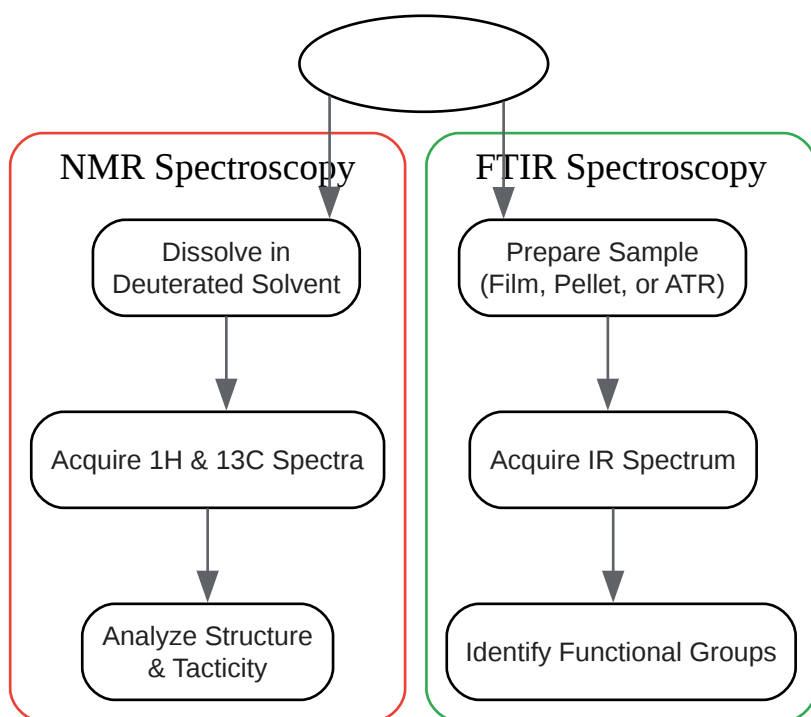 NMR Spectroscopy
Dissolve in
Deuterated Solvent
Acquire 1H & 13C Spectra
Analyze Structure
& Tacticity
FTIR Spectroscopy
Prepare Sample
(Film, Pellet, or ATR)
Acquire IR Spectrum
Identify Functional Groups